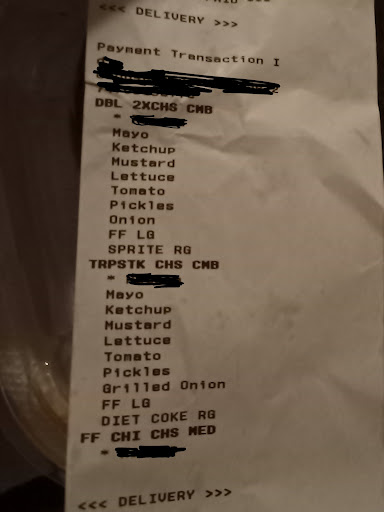 <<< DELIVERY >>>
Payment Transaction I
DBL 2XCHS CMB
*
Mayo
Ketchup
Mustard
Lettuce
Tomato
Pickles
Onion
FF LG
SPRITE RG
TRPSTK CHS CMB
*
Mayo
Ketchup
Mustard
Lettuce
Tomato
Pickles
Grilled Onion
FF LG
DIET COKE RG
FF CHI CHS MED
*
<<< DELIVERY >>>